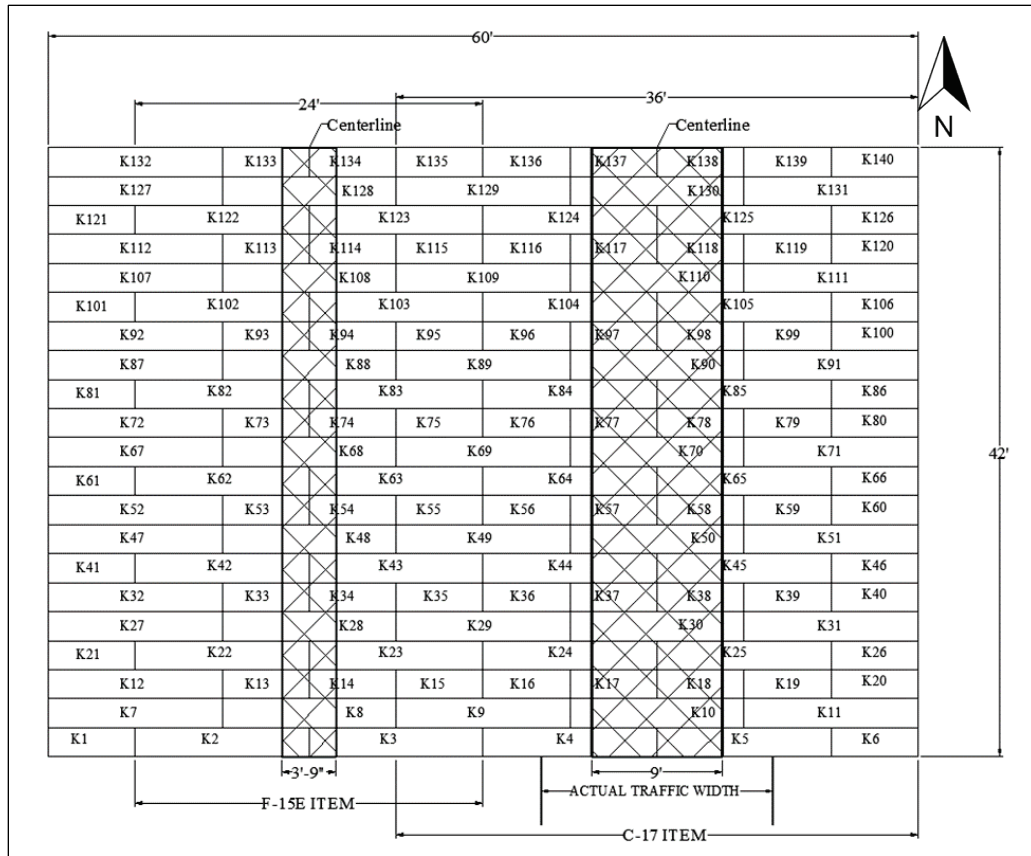 60'
36'
24'
Centerline Centerline
N
K132 K133 K134 K135 K136 K137 K138 K139 K140
K127 K128 K129 K130 K131
K121 K122 K123 K124 K125 K126
K112 K113 K114 K115 K116 K117 K118 K119 K120
K107 K108 K109 K110 K111
K101 K102 K103 K104 K105 K106
K92 K93 K94 K95 K96 K97 K98 K99 K100
K87 K88 K89 K90 K91
K81 K82 K83 K84 K85 K86
K72 K73 K74 K75 K76 K77 K78 K79 K80
K67 K68 K69 K70 K71
42'
K61 K62 K63 K64 K65 K66
K52 K53 K54 K55 K56 K57 K58 K59 K60
K47 K48 K49 K50 K51
K41 K42 K43 K44 K45 K46
K32 K33 K34 K35 K36 K37 K38 K39 K40
K27 K28 K29 K30 K31
K21 K22 K23 K24 K25 K26
K12 K13 K14 K15 K16 K17 K18 K19 K20
K7 K8 K9 K10 K11
K1 K2 K3 K4 K5 K6
3'-9" 9'
ACTUAL TRAFFIC WIDTH
F-15E ITEM
C-17 ITEM